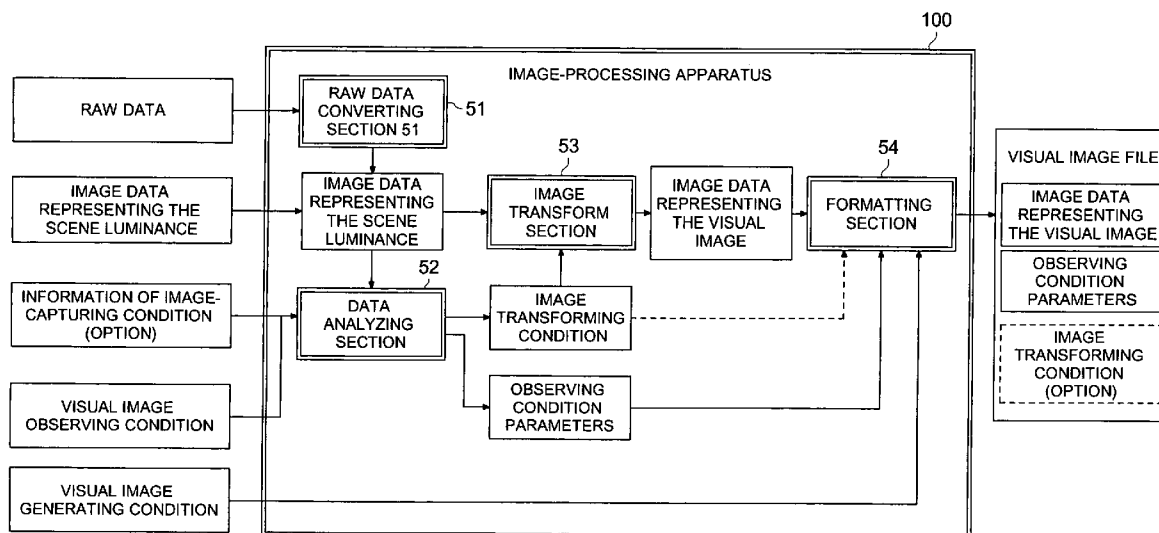 100
IMAGE-PROCESSING APPARATUS
RAW DATA
RAW DATA
CONVERTING
SECTION 51
51
IMAGE DATA
REPRESENTING THE
SCENE LUMINANCE
IMAGE DATA
REPRESENTING
THE SCENE
LUMINANCE
53
IMAGE
TRANSFORM
SECTION
IMAGE DATA
REPRESENTING
THE VISUAL
IMAGE
54
FORMATTING
SECTION
VISUAL IMAGE FILE
IMAGE DATA
REPRESENTING
THE VISUAL IMAGE
OBSERVING
CONDITION
PARAMETERS
IMAGE
TRANSFORMING
CONDITION
(OPTION)
INFORMATION OF IMAGE-
CAPTURING CONDITION
(OPTION)
52
DATA
ANALYZING
SECTION
IMAGE
TRANSFORMING
CONDITION
VISUAL IMAGE
OBSERVING CONDITION
OBSERVING
CONDITION
PARAMETERS
VISUAL IMAGE
GENERATING CONDITION